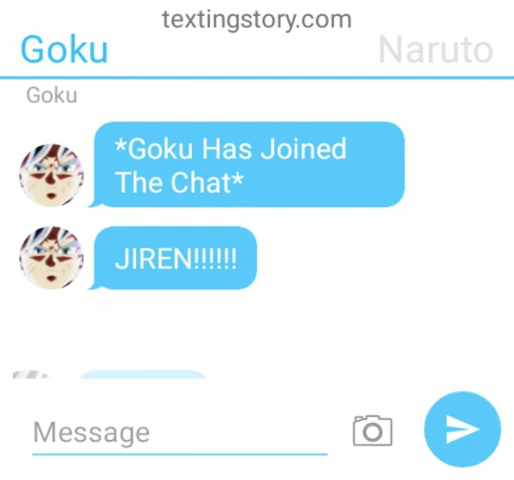 textingstory.com
Goku
Naruto
Goku
*Goku Has Joined
The Chat*
JIREN!!!!!!
Message